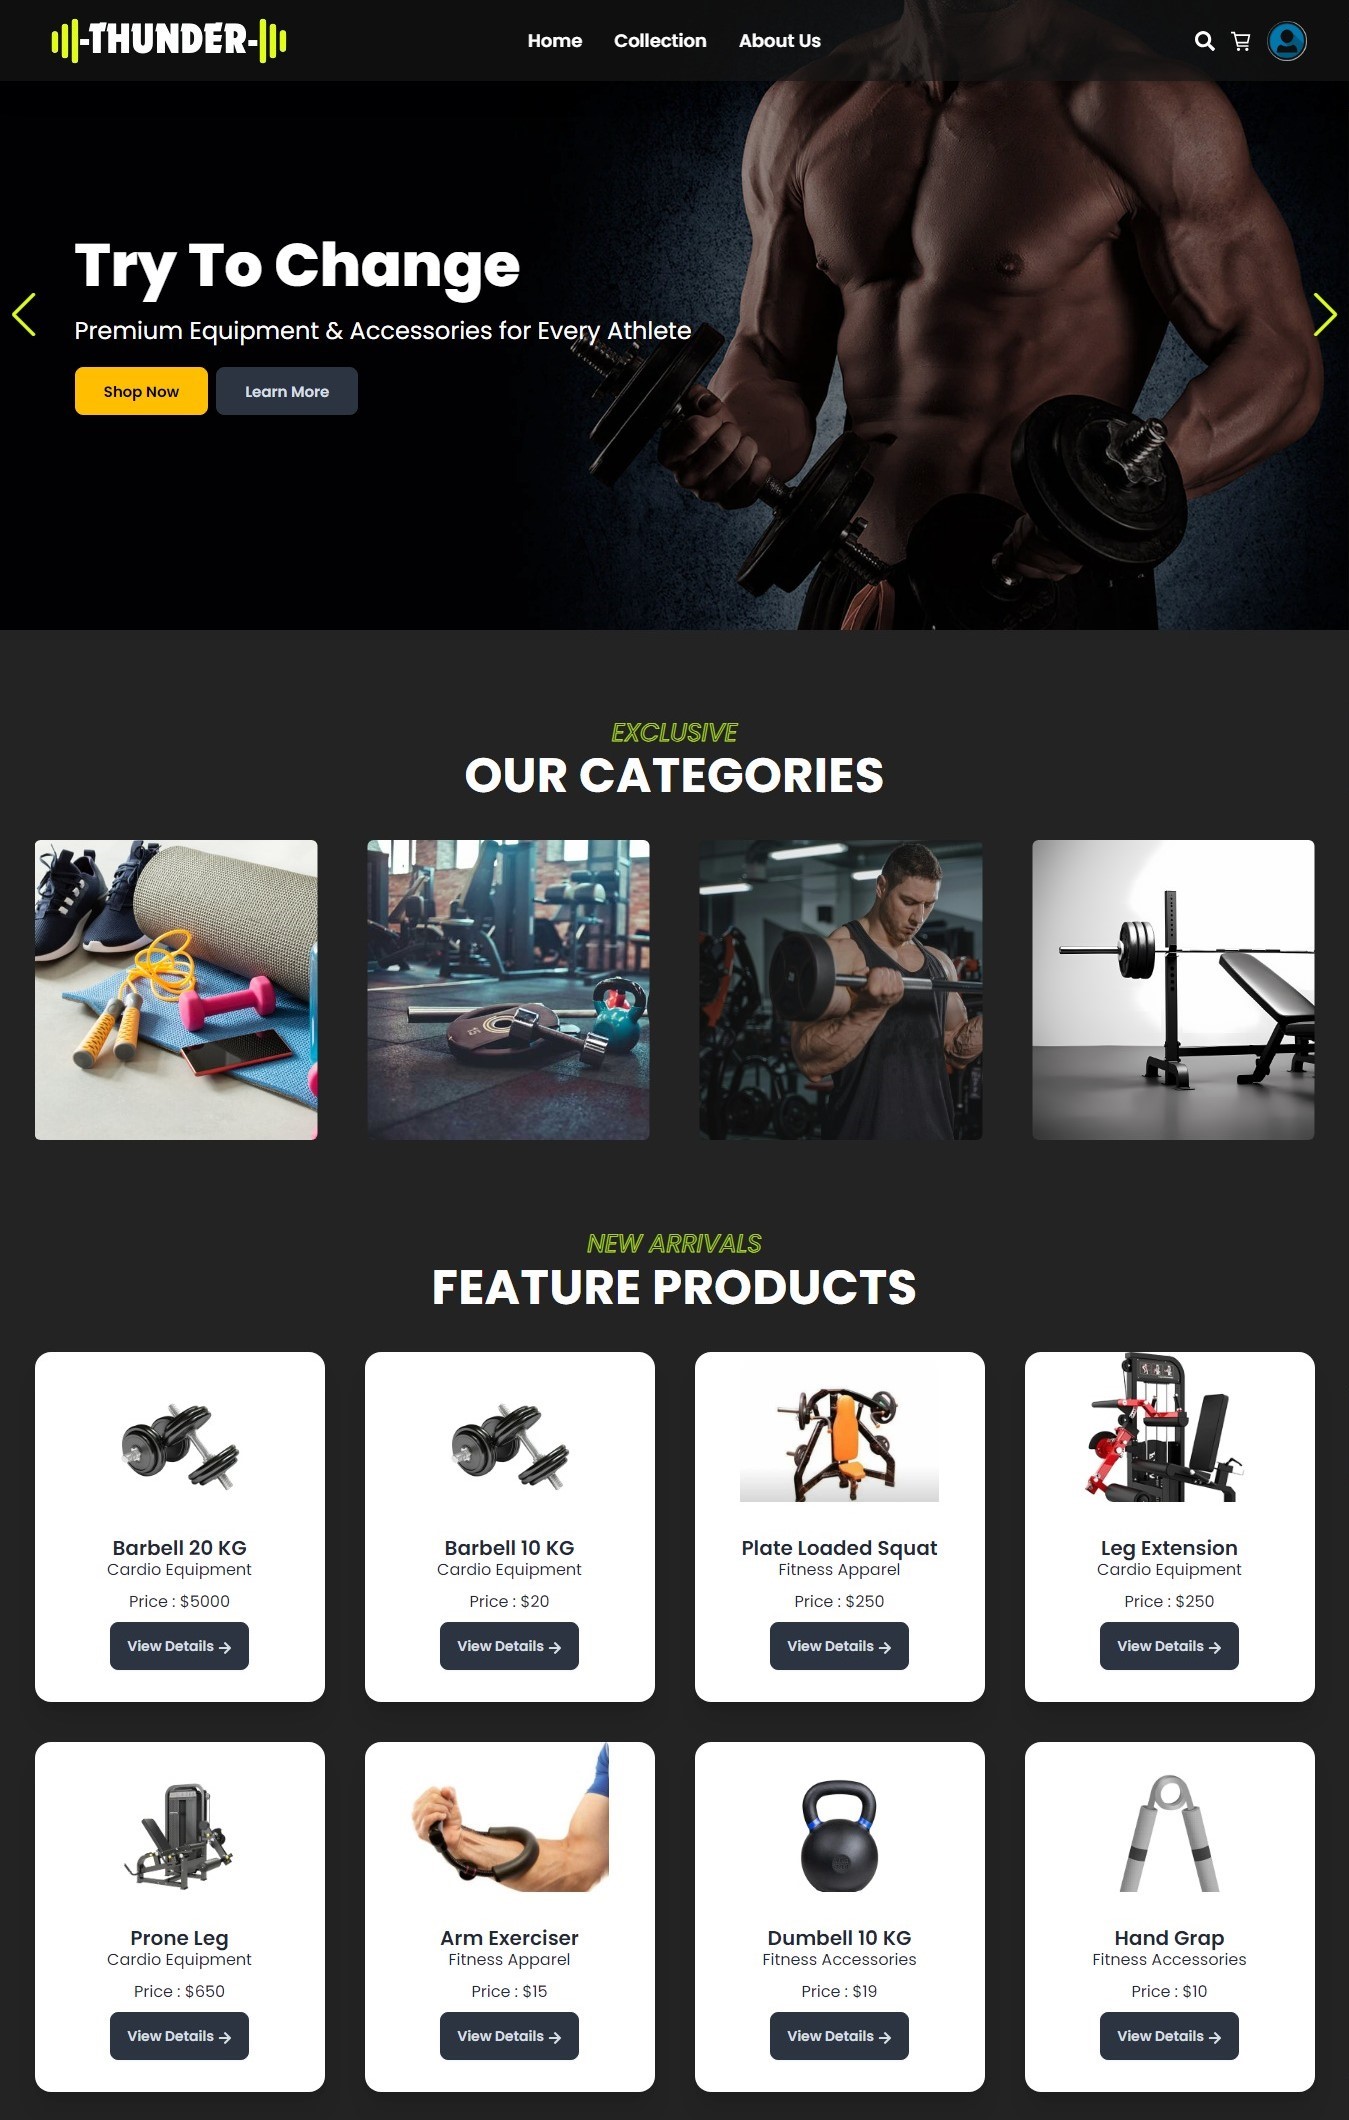 -THUNDER-
Home Collection About Us
Try To Change
Premium Equipment & Accessories for Every Athlete
Shop Now Learn More
EXCLUSIVE
OUR CATEGORIES
NEW ARRIVALS
FEATURE PRODUCTS
Barbell 20 KG
Cardio Equipment
Price : $5000
View Details →
Barbell 10 KG
Cardio Equipment
Price : $20
View Details →
Plate Loaded Squat
Fitness Apparel
Price : $250
View Details →
Leg Extension
Cardio Equipment
Price : $250
View Details →
Prone Leg
Cardio Equipment
Price : $650
View Details →
Arm Exerciser
Fitness Apparel
Price : $15
View Details →
Dumbell 10 KG
Fitness Accessories
Price : $19
View Details →
Hand Grap
Fitness Accessories
Price : $10
View Details →